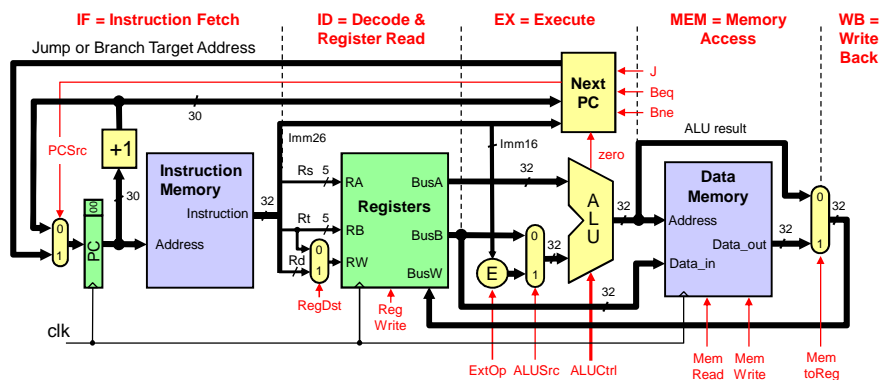 IF = Instruction Fetch
ID = Decode &
Register Read
EX = Execute
MEM = Memory
Access
WB =
Write
Back
Jump or Branch Target Address
Next
PC
J
Beq
Bne
30
PCSrc
+1
30
Imm26
Imm16
zero
ALU result
Instruction
Memory
Instruction
Address
32
Rs
5
Rt
5
Rd
RA
RB
RW
Registers
BusA
BusB
BusW
32
32
0
1
E
0
1
32
ALU
32
32
Data
Memory
Address
Data_out
Data_in
32
32
0
1
32
0
1
PC
00
clk
RegDst
Reg
Write
ExtOp
ALUSrc
ALUCtrl
Mem
Read
Mem
Write
Mem
toReg